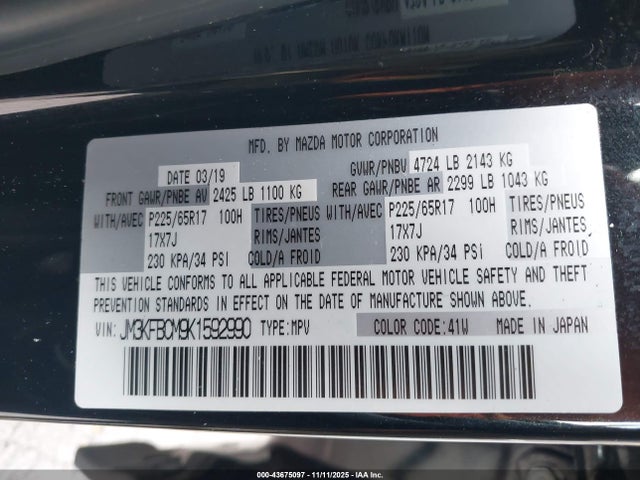 MFD. BY MAZDA MOTOR CORPORATION
DATE 03/19 GVWR/PNBV 4724 LB 2143 KG
FRONT GAWR/PNBE AV 2425 LB 1100 KG REAR GAWR/PNBE AR 2299 LB 1043 KG
WITH/AVEC P225/65R17 100H TIRES/PNEUS WITH/AVEC P225/65R17 100H TIRES/PNEUS
17X7J RIMS/JANTES 17X7J RIMS/JANTES
230 KPA/34 PSI COLD/A FROID 230 KPA/34 PSI COLD/A FROID
THIS VEHICLE CONFORMS TO ALL APPLICABLE FEDERAL MOTOR VEHICLE SAFETY AND THEFT
PREVENTION STANDARDS IN EFFECT ON THE DATE OF MANUFACTURE SHOWN ABOVE.
VIN: JM3KFBCM9K1592990 TYPE:MPV COLOR CODE:41W MADE IN JAPAN
000-43675097 - 11/11/2025 - IAA Inc.